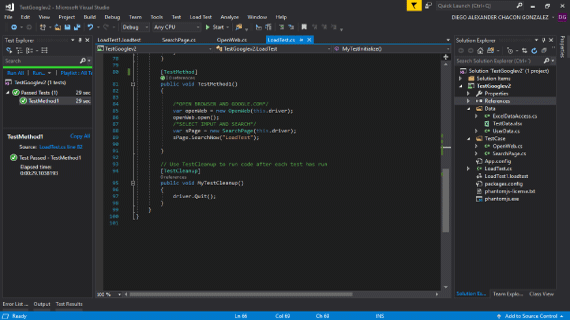 TestGooglev2 - Microsoft Visual Studio
Quick Launch (Ctrl+Q)
File Edit View Project Build Debug Team Tools Test Load Test Analyze Window Help
DIEGO ALEXANDER CHACON GONZALEZ
DG
Debug Any CPU Start
Test Explorer
Search
Run All | Run... | Playlist : All Tests
TestGooglev2 (1 tests)
Passed Tests (1) 29 sec
TestMethod1 29 sec
TestMethod1 Copy All
Source: LoadTest.cs line 82
Test Passed - TestMethod1
Elapsed time:
LoadTest1.loadtest SearchPage.cs OpenWeb.cs LoadTest.cs
TestGooglev2 TestGooglev2.LoadTest MyTestInitialize()
78
79 }
80 [TestMethod]
0 references
81 public void TestMethod1()
82 {
83
84 /*OPEN BROWSER AND GOOGLE.COM*/
85 var openWeb = new OpenWeb(this.driver);
86 openWeb.open();
87 /*SELECT INPUT AND SEARCH*/
88 var sPage = new SearchPage(this.driver);
89 sPage.SearchNow("LoadTest");
90
91 }
92
93 // Use TestCleanup to run code after each test has run
94 [TestCleanup]
0 references
95 public void MyTestCleanup()
96 {
97 driver.Quit();
98 }
99 }
100 }
101
100 %
Solution Explorer
Search Solution Explorer (Ctrl+;)
Solution 'TestGooglev2' (1 project)
TestGooglev2
Properties
References
Data
ExcelDataAccess.cs
TestData.xlsx
UserData.cs
TestCase
OpenWeb.cs
SearchPage.cs
App.config
LoadTest.cs
LoadTest1.loadtest
packages.config
phantomjs-license.txt
phantomjs.exe
Properties
Solution Ex... Team Explor... Class View
Error List ... Output Test Results
Ready Ln 66 Col 69 Ch 69 INS Add to Source Control